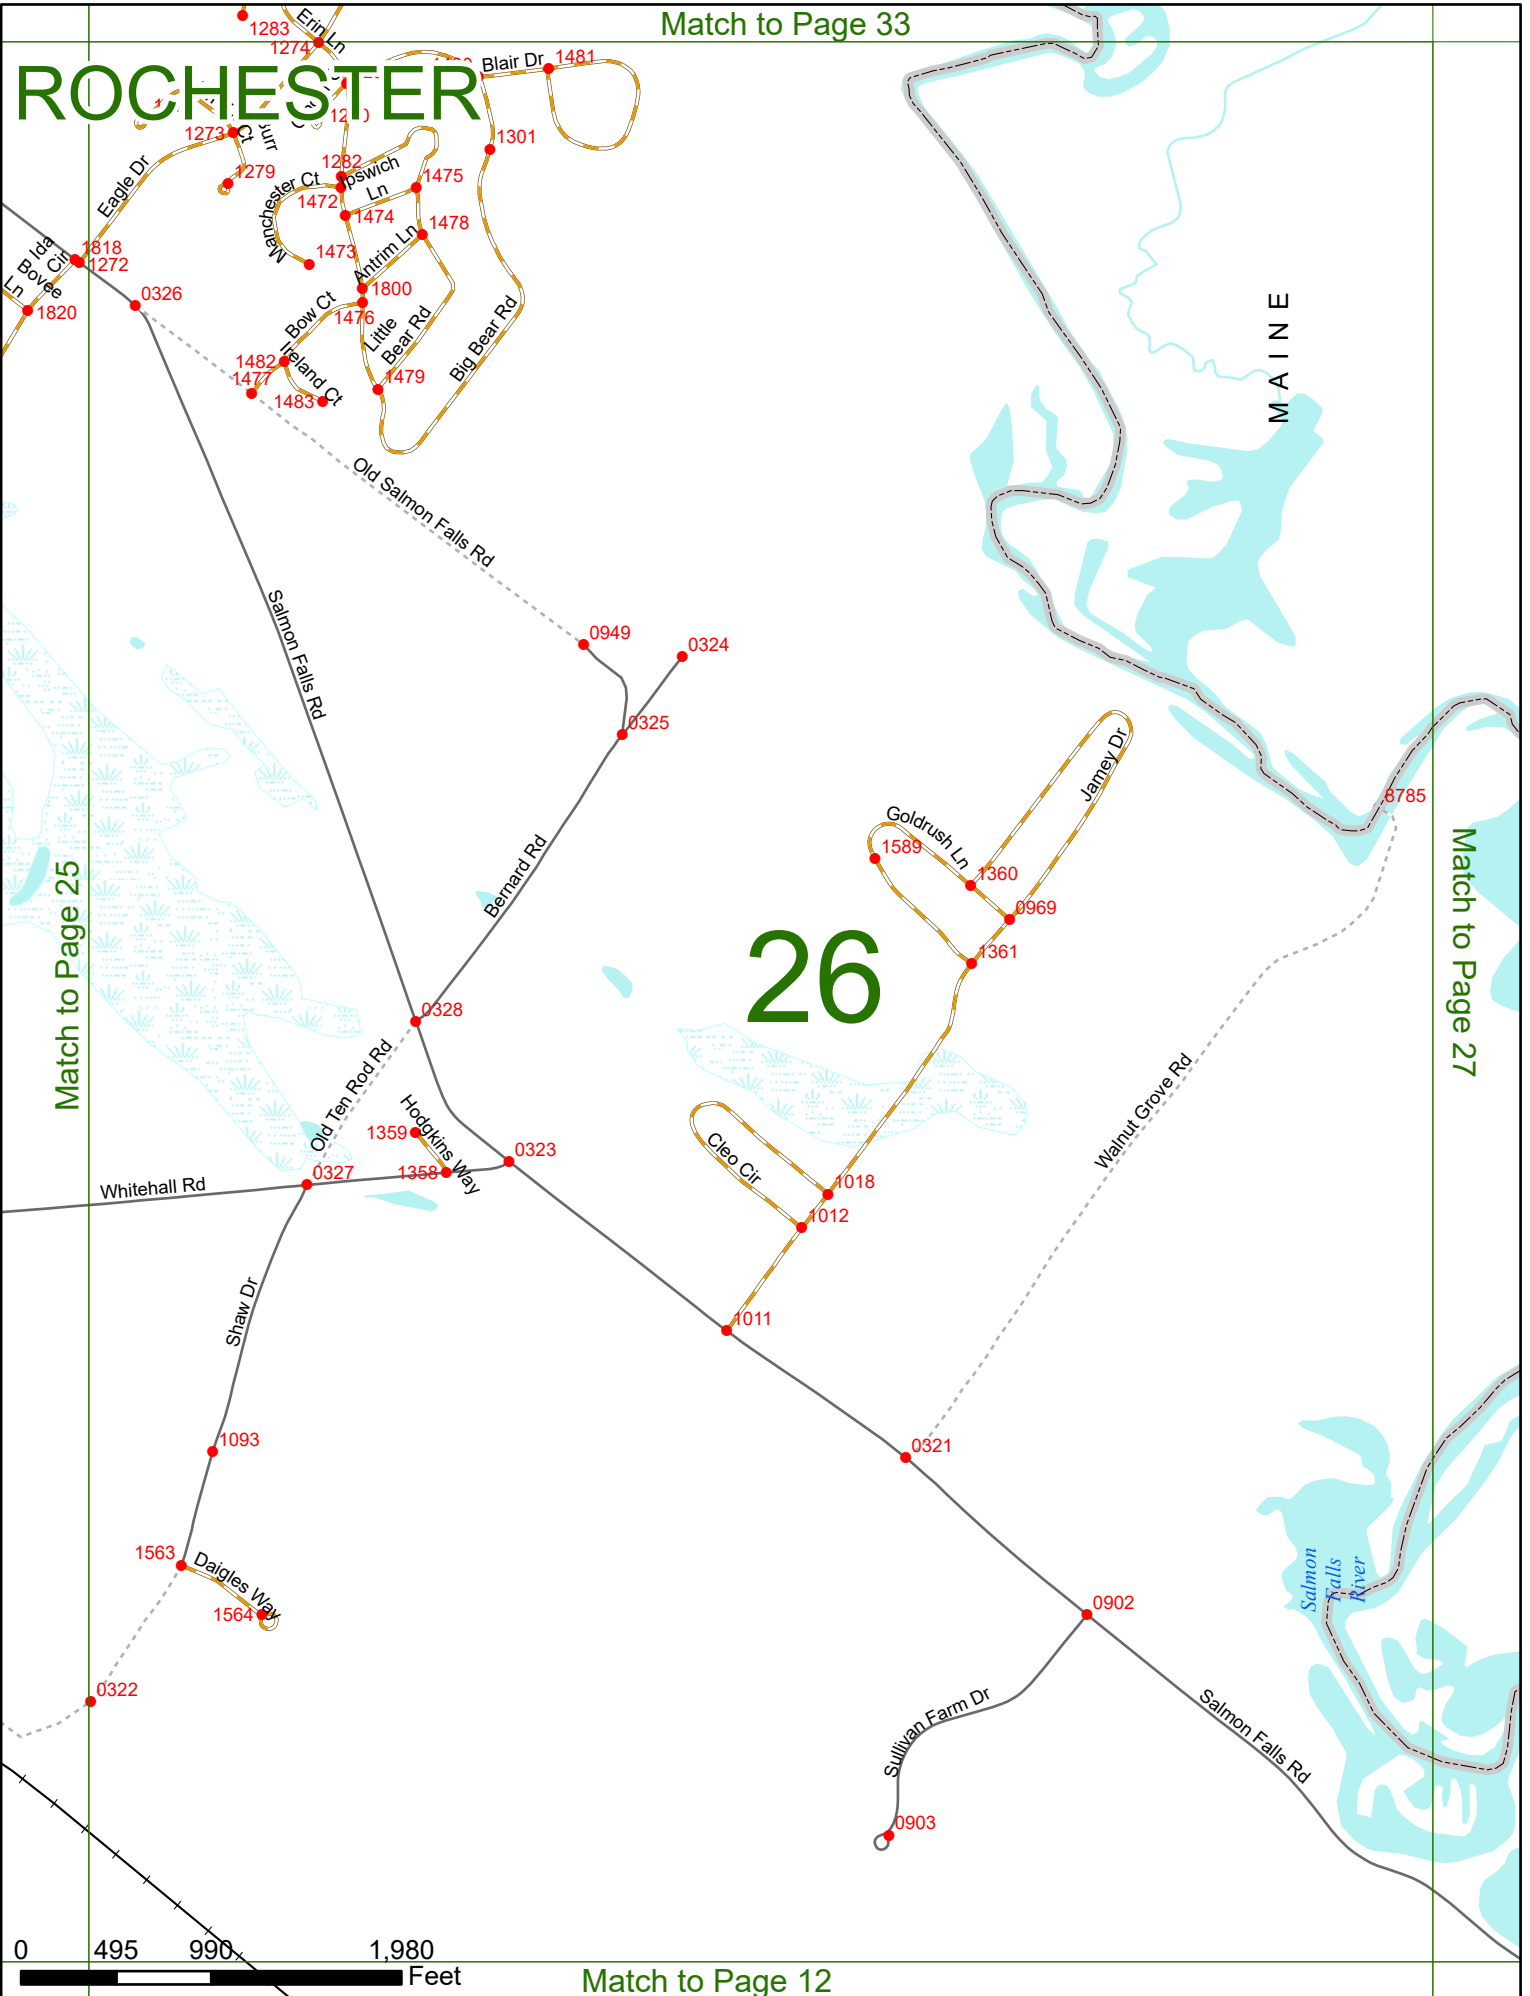 Match to Page 33
ROCHESTER
1283
1274
Erin Ln
Blair Dr
1481
1301
1273
Ct
1279
Eagle Dr
1282
Ipswich
Ln
1475
Manchester Ct
1472
1474
1478
1473
Antrim Ln
1818
1272
B Ida
Bovee
Cir
Ln
1820
0326
1800
1476
Bow Ct
Little
Bear Rd
Big Bear Rd
1482
Ireland Ct
1477
1483
1479
MAINE
Old Salmon Falls Rd
Salmon Falls Rd
0949
0324
0325
Jamey Dr
8785
Goldrush Ln
1589
1360
0969
1361
Bernard Rd
Match to Page 25
26
Match to Page 27
0328
Old Ten Rod Rd
Hodgkins Way
1359
1358
0323
0327
Whitehall Rd
Cleo Cir
1018
1012
Walnut Grove Rd
Shaw Dr
1011
1093
0321
1563
Daigles Way
1564
Salmon
Falls
River
0902
0322
Sullivan Farm Dr
Salmon Falls Rd
0903
0 495 990 1,980
Feet
Match to Page 12